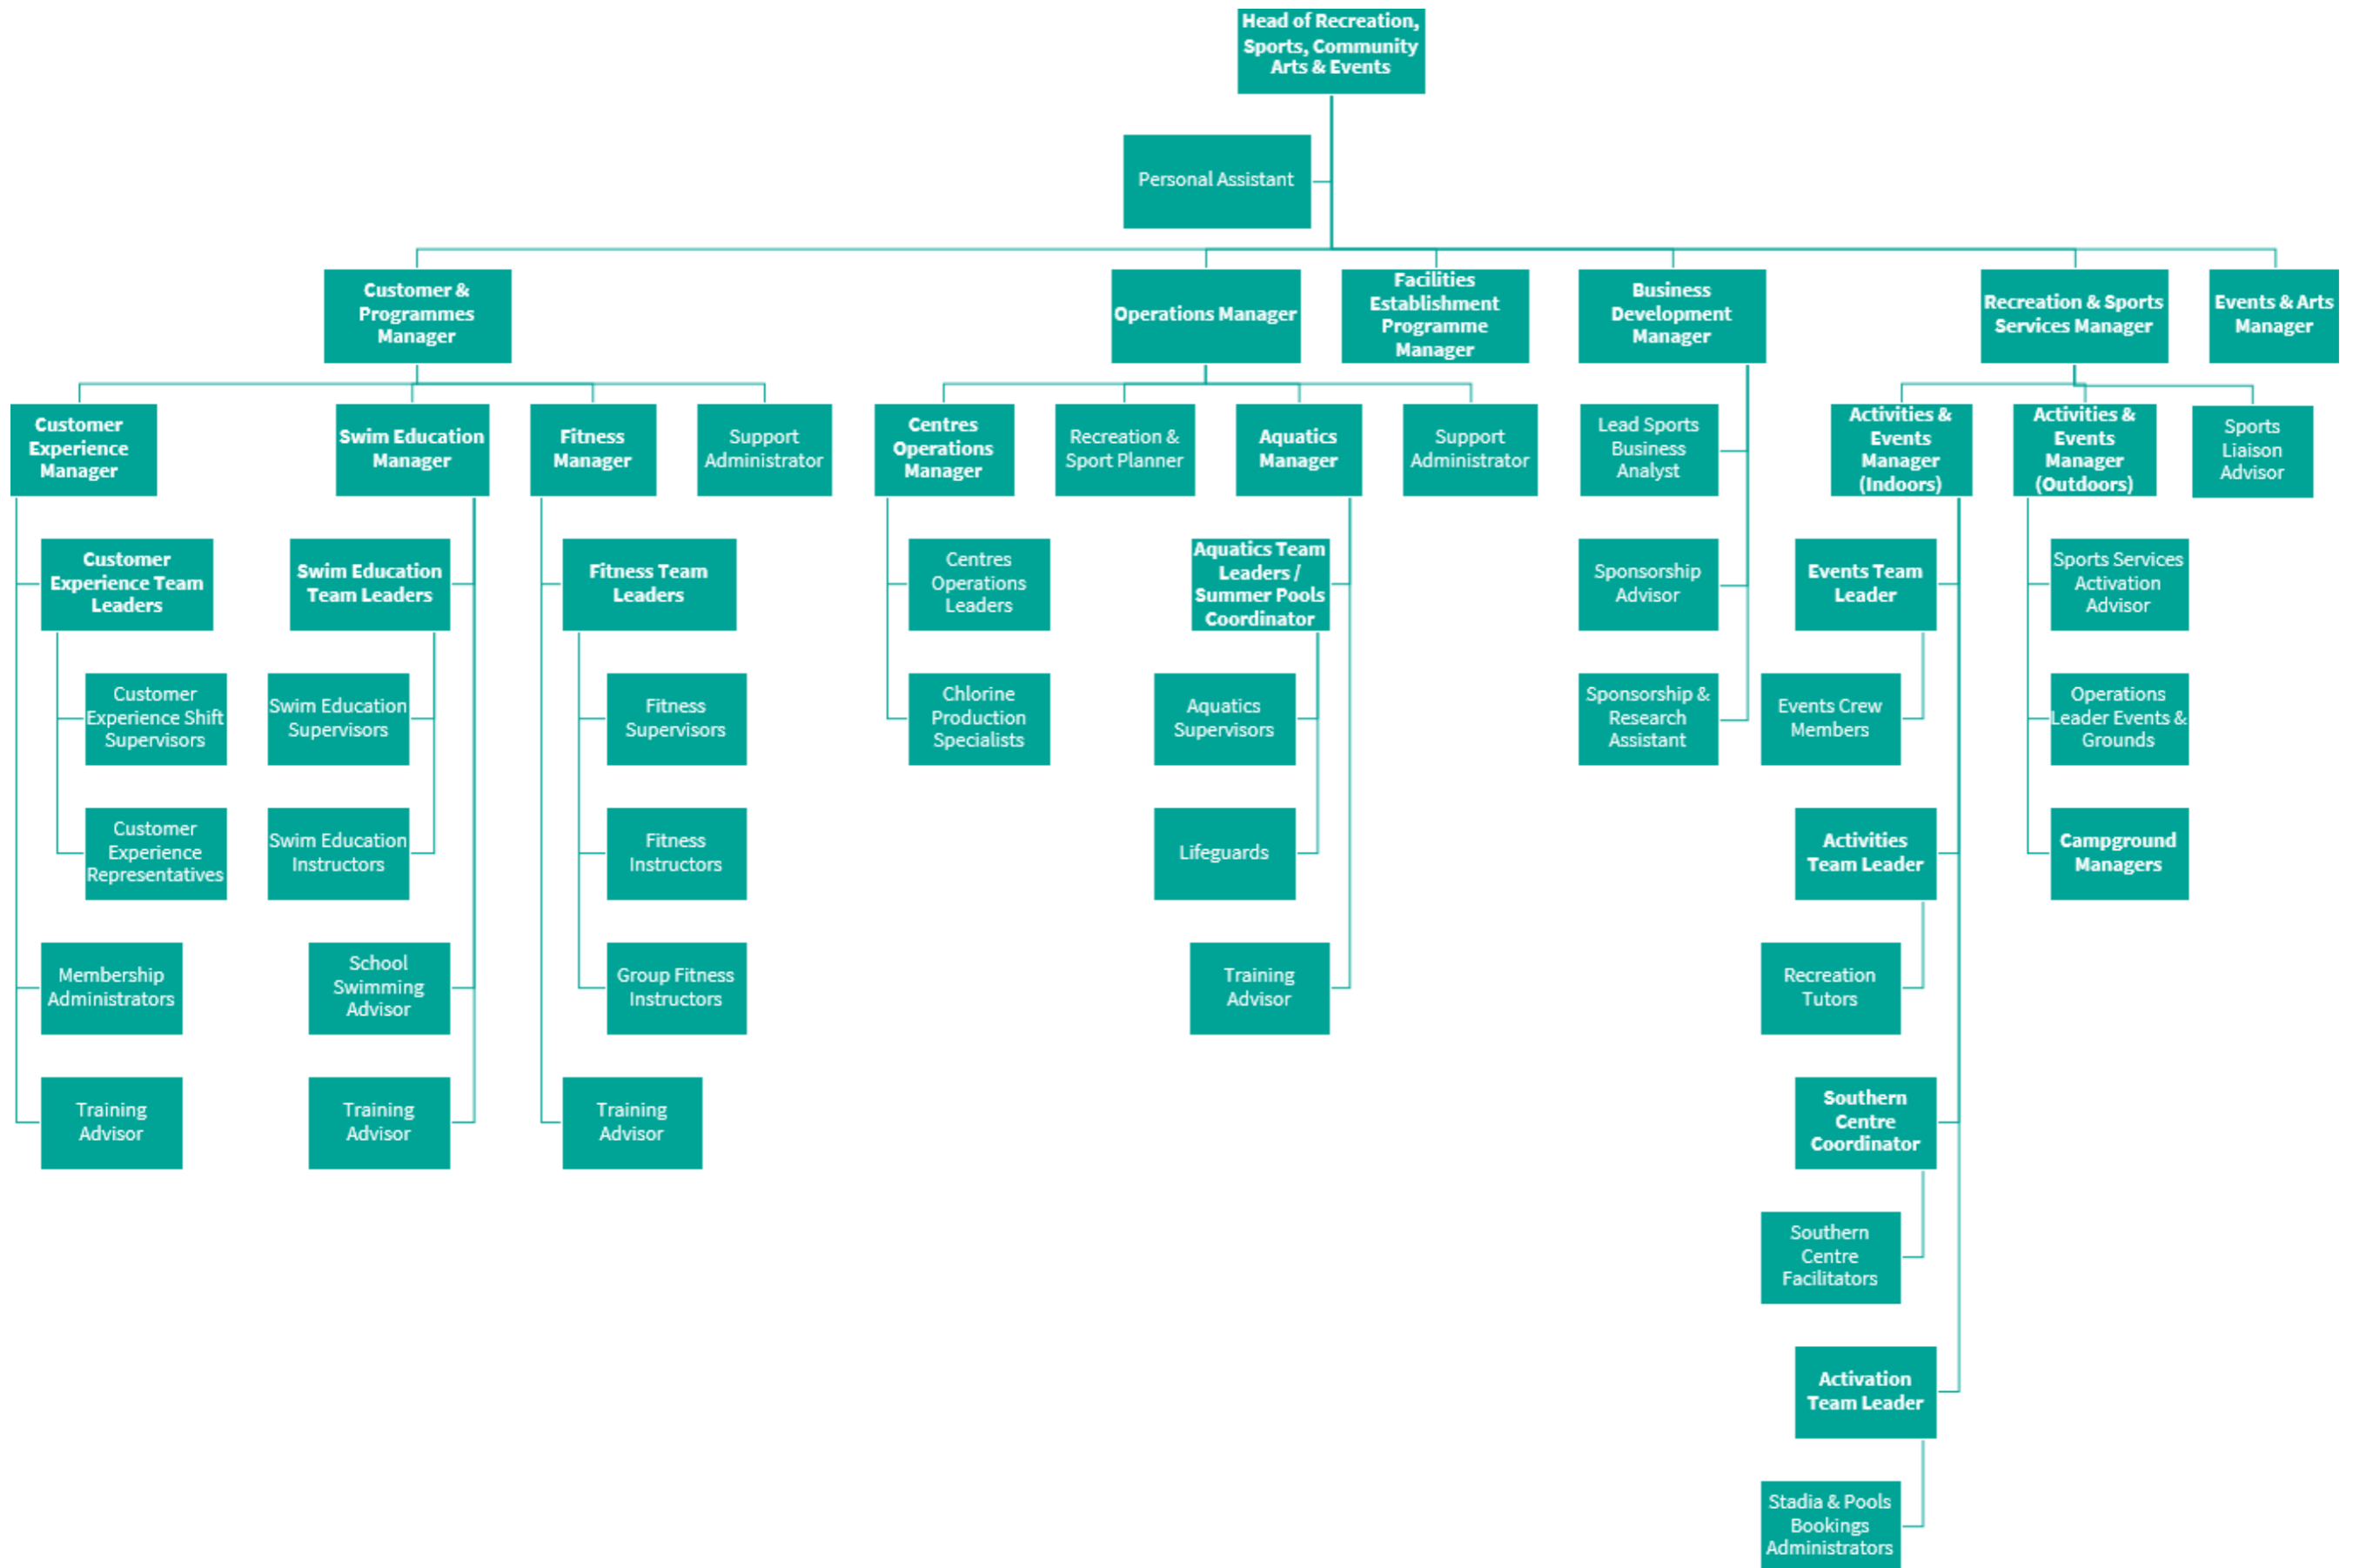 Head of Recreation,
Sports, Community
Arts & Events
Personal Assistant
Customer &
Programmes
Manager
Operations Manager
Facilities
Establishment
Programme
Manager
Business
Development
Manager
Recreation & Sports
Services Manager
Events & Arts
Manager
Customer
Experience
Manager
Swim Education
Manager
Fitness
Manager
Support
Administrator
Centres
Operations
Manager
Recreation &
Sport Planner
Aquatics
Manager
Support
Administrator
Lead Sports
Business
Analyst
Activities &
Events
Manager
(Indoors)
Activities &
Events
Manager
(Outdoors)
Sports
Liaison
Advisor
Customer
Experience Team
Leaders
Swim Education
Team Leaders
Fitness Team
Leaders
Centres
Operations
Leaders
Aquatics Team
Leaders /
Summer Pools
Coordinator
Sponsorship
Advisor
Events Team
Leader
Sports Services
Activation
Advisor
Customer
Experience Shift
Supervisors
Swim Education
Supervisors
Fitness
Supervisors
Chlorine
Production
Specialists
Aquatics
Supervisors
Sponsorship &
Research
Assistant
Events Crew
Members
Operations
Leader Events &
Grounds
Customer
Experience
Representatives
Swim Education
Instructors
Fitness
Instructors
Lifeguards
Activities
Team Leader
Campground
Managers
Membership
Administrators
School
Swimming
Advisor
Group Fitness
Instructors
Training
Advisor
Recreation
Tutors
Training
Advisor
Training
Advisor
Training
Advisor
Southern
Centre
Coordinator
Southern
Centre
Facilitators
Activation
Team Leader
Stadia & Pools
Bookings
Administrators